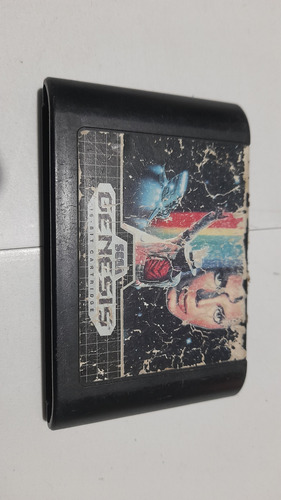 SEGA
GENESIS
16-BIT CARTRIDGE